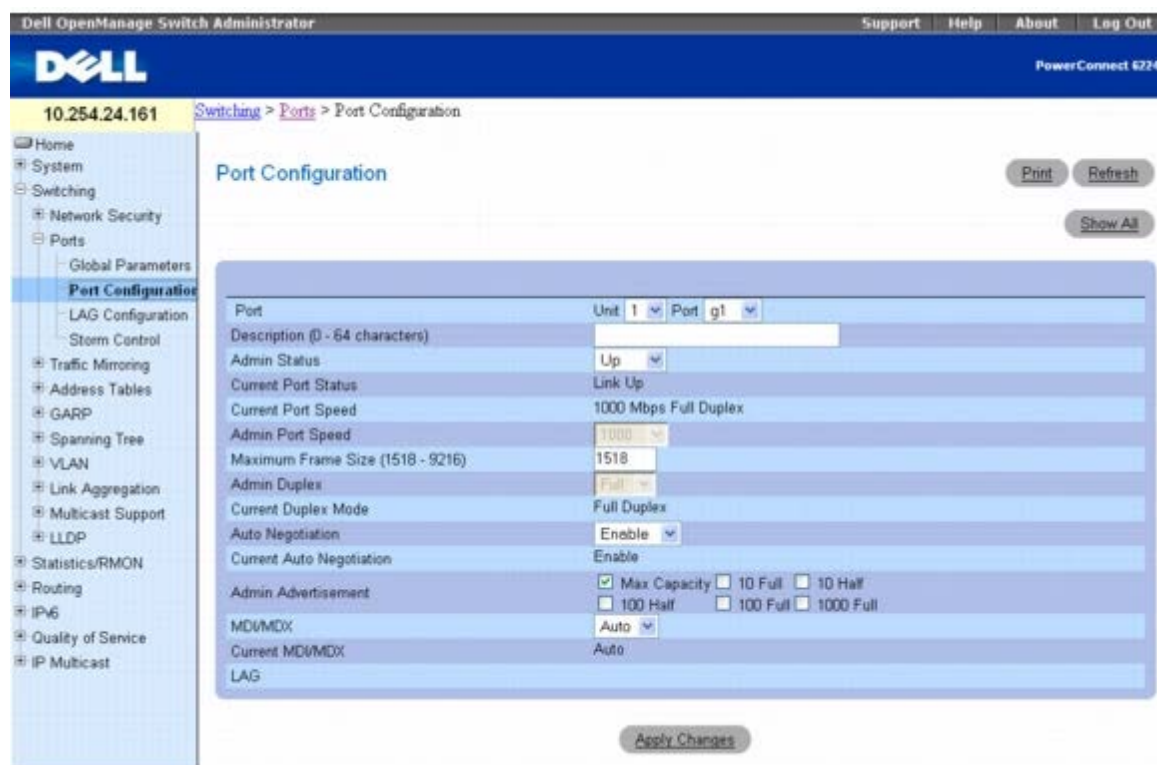 Dell OpenManage Switch Administrator
Support Help About Log Out
DELL
PowerConnect 6224
10.254.24.161
Switching > Ports > Port Configuration
Home
System
Switching
Network Security
Ports
Global Parameters
Port Configuration
LAG Configuration
Storm Control
Traffic Mirroring
Address Tables
GARP
Spanning Tree
VLAN
Link Aggregation
Multicast Support
LLDP
Statistics/RMON
Routing
IPv6
Quality of Service
IP Multicast
Port Configuration
Print Refresh
Show All
Port Unit 1 Port g1
Description (0 - 64 characters)
Admin Status Up
Current Port Status Link Up
Current Port Speed 1000 Mbps Full Duplex
Admin Port Speed 1000
Maximum Frame Size (1518 - 9216) 1518
Admin Duplex Full
Current Duplex Mode Full Duplex
Auto Negotiation Enable
Current Auto Negotiation Enable
Admin Advertisement Max Capacity 10 Full 10 Half
100 Half 100 Full 1000 Full
MDI/MDX Auto
Current MDI/MDX Auto
LAG
Apply Changes